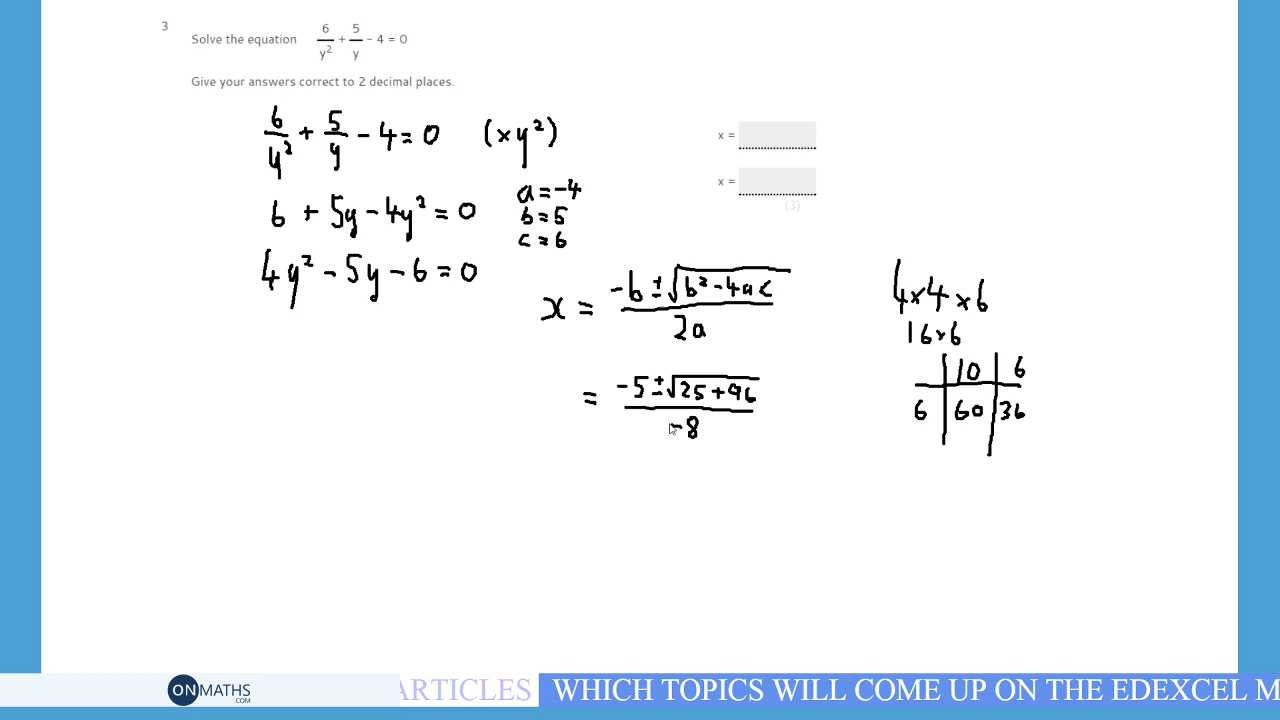 3
Solve the equation 6/y² + 5/y - 4 = 0
Give your answers correct to 2 decimal places.
6/y² + 5/y - 4 = 0 (×y²)
6 + 5y - 4y² = 0
4y² - 5y - 6 = 0
a = -4
b = 5
c = 6
x =
x =
(3)
x = (-b ± √(b² - 4ac))/2a
= (-5 ± √(25 + 96))/-8
4 × 4 × 6
16 × 6
10 6
6 60 36
ONMATHS
.COM
ARTICLES WHICH TOPICS WILL COME UP ON THE EDEXCEL M